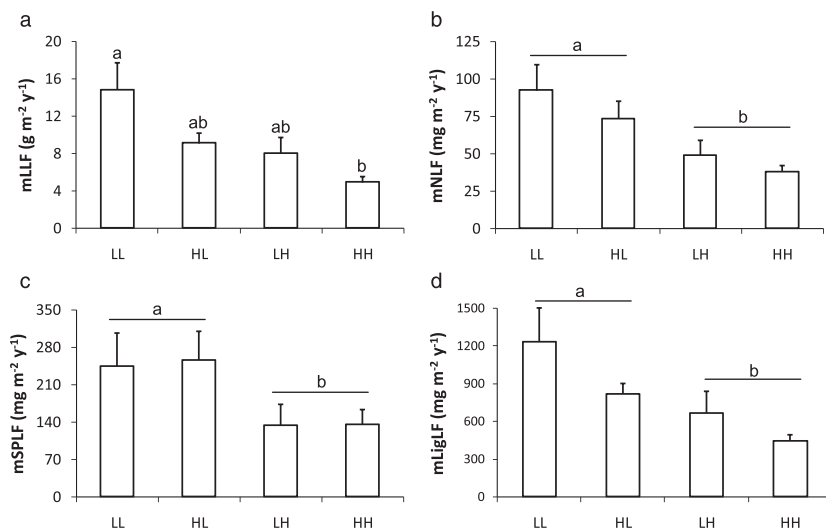 a
mLLF (g m⁻² y⁻¹)
20
16
12
8
4
0
a
ab
ab
b
LL HL LH HH
b
mNLF (mg m⁻² y⁻¹)
125
100
75
50
25
0
a
b
LL HL LH HH
c
mSPLF (mg m⁻² y⁻¹)
350
280
210
140
70
0
a
b
LL HL LH HH
d
mLigLF (mg m⁻² y⁻¹)
1500
1200
900
600
300
0
a
b
LL HL LH HH